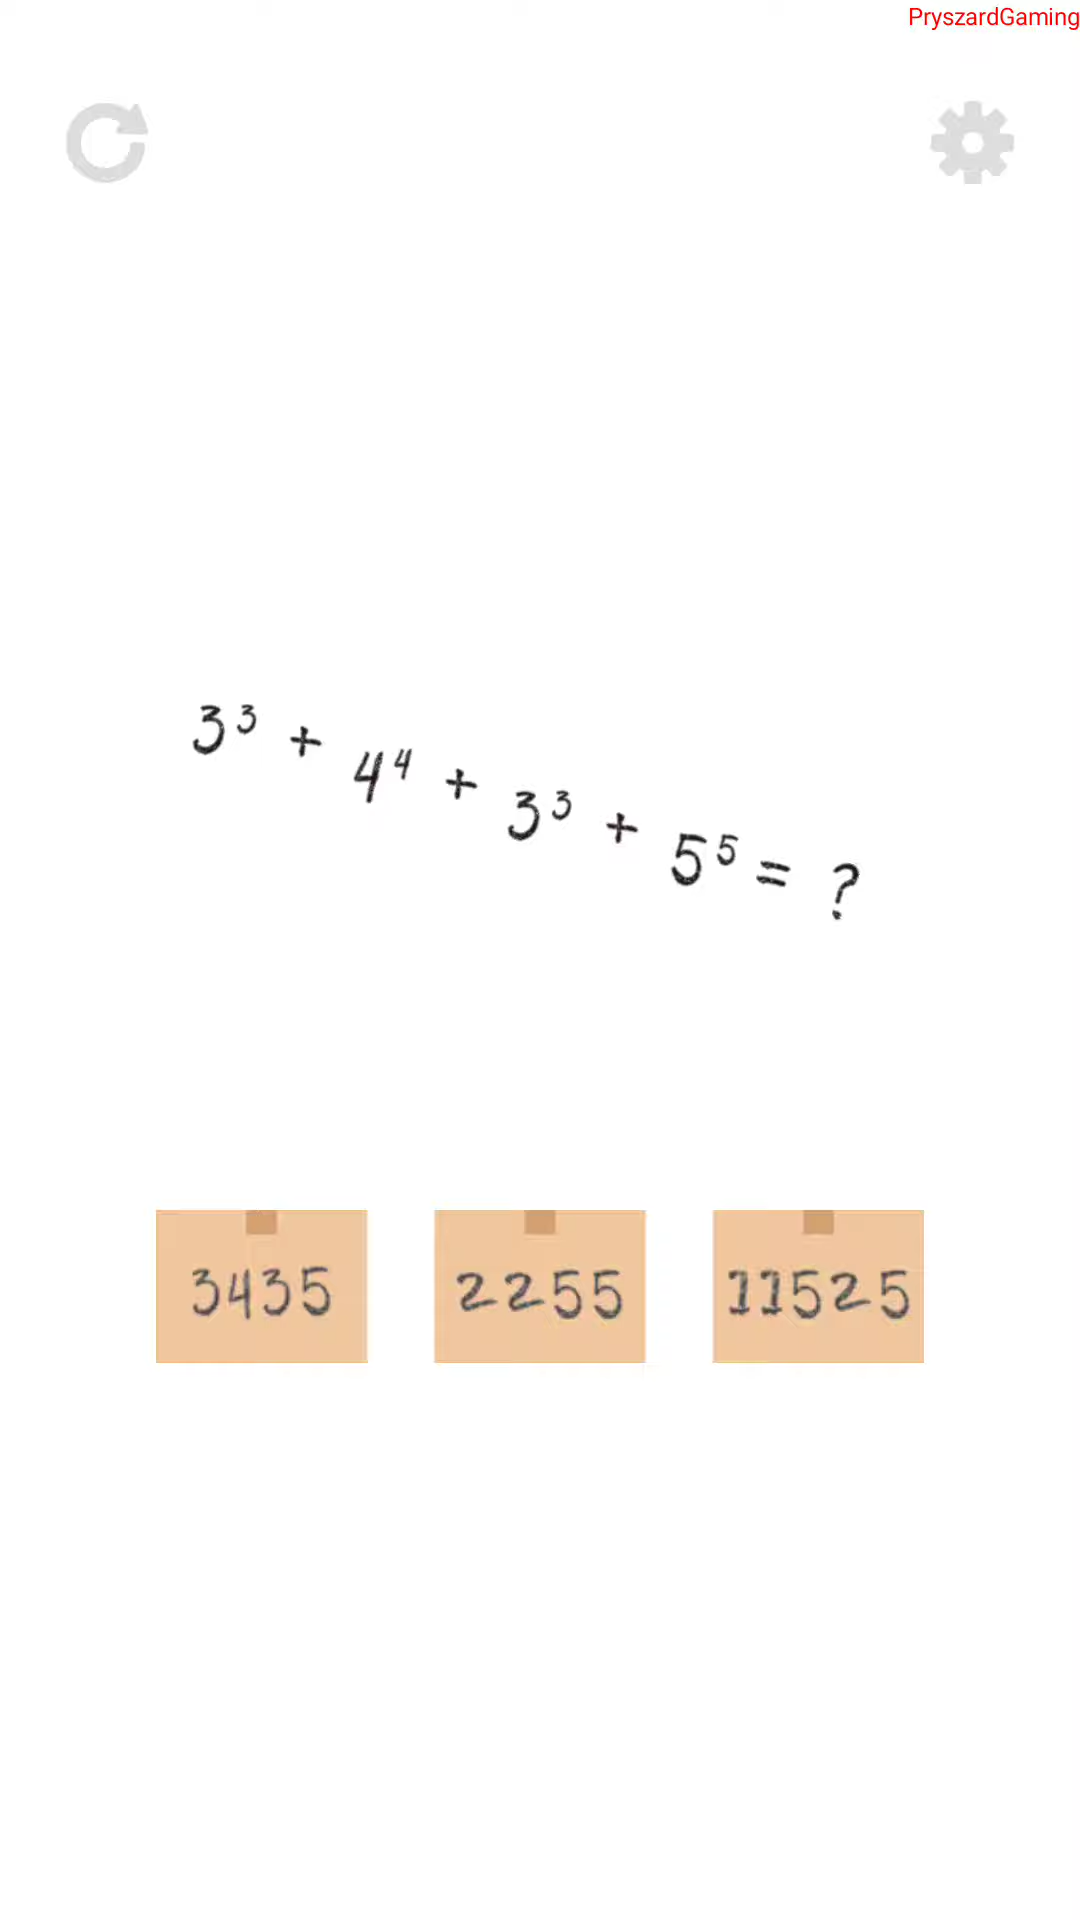 PryszardGaming
3³ + 4⁴ + 3³ + 5⁵ = ?
3435 2255 11525